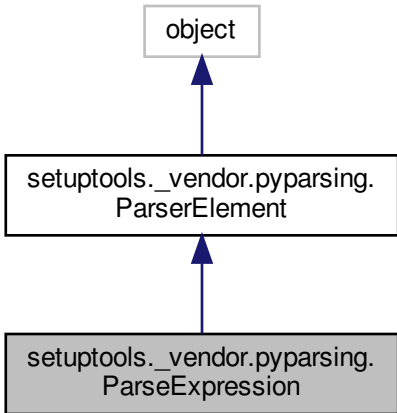 object
setuptools._vendor.pyparsing.
ParserElement
setuptools._vendor.pyparsing.
ParseExpression